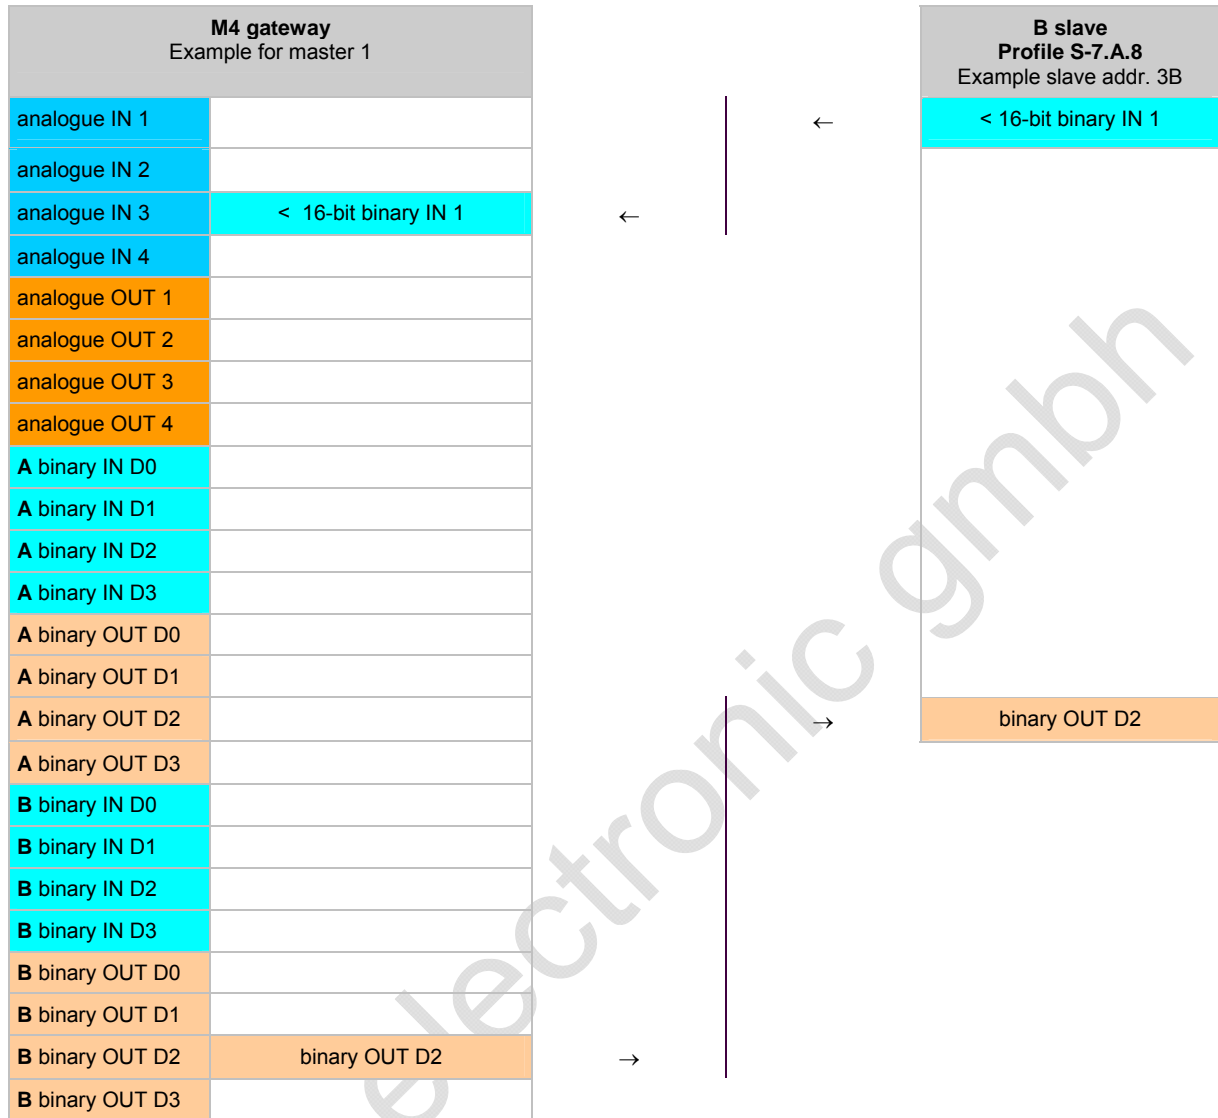 M4 gateway
Example for master 1
B slave
Profile S-7.A.8
Example slave addr. 3B
analogue IN 1 ← < 16-bit binary IN 1
analogue IN 2
analogue IN 3 < 16-bit binary IN 1 ←
analogue IN 4
analogue OUT 1
analogue OUT 2
analogue OUT 3
analogue OUT 4
A binary IN D0
A binary IN D1
A binary IN D2
A binary IN D3
A binary OUT D0
A binary OUT D1
A binary OUT D2 → binary OUT D2
A binary OUT D3
B binary IN D0
B binary IN D1
B binary IN D2
B binary IN D3
B binary OUT D0
B binary OUT D1
B binary OUT D2 binary OUT D2 →
B binary OUT D3
electronic gmbh